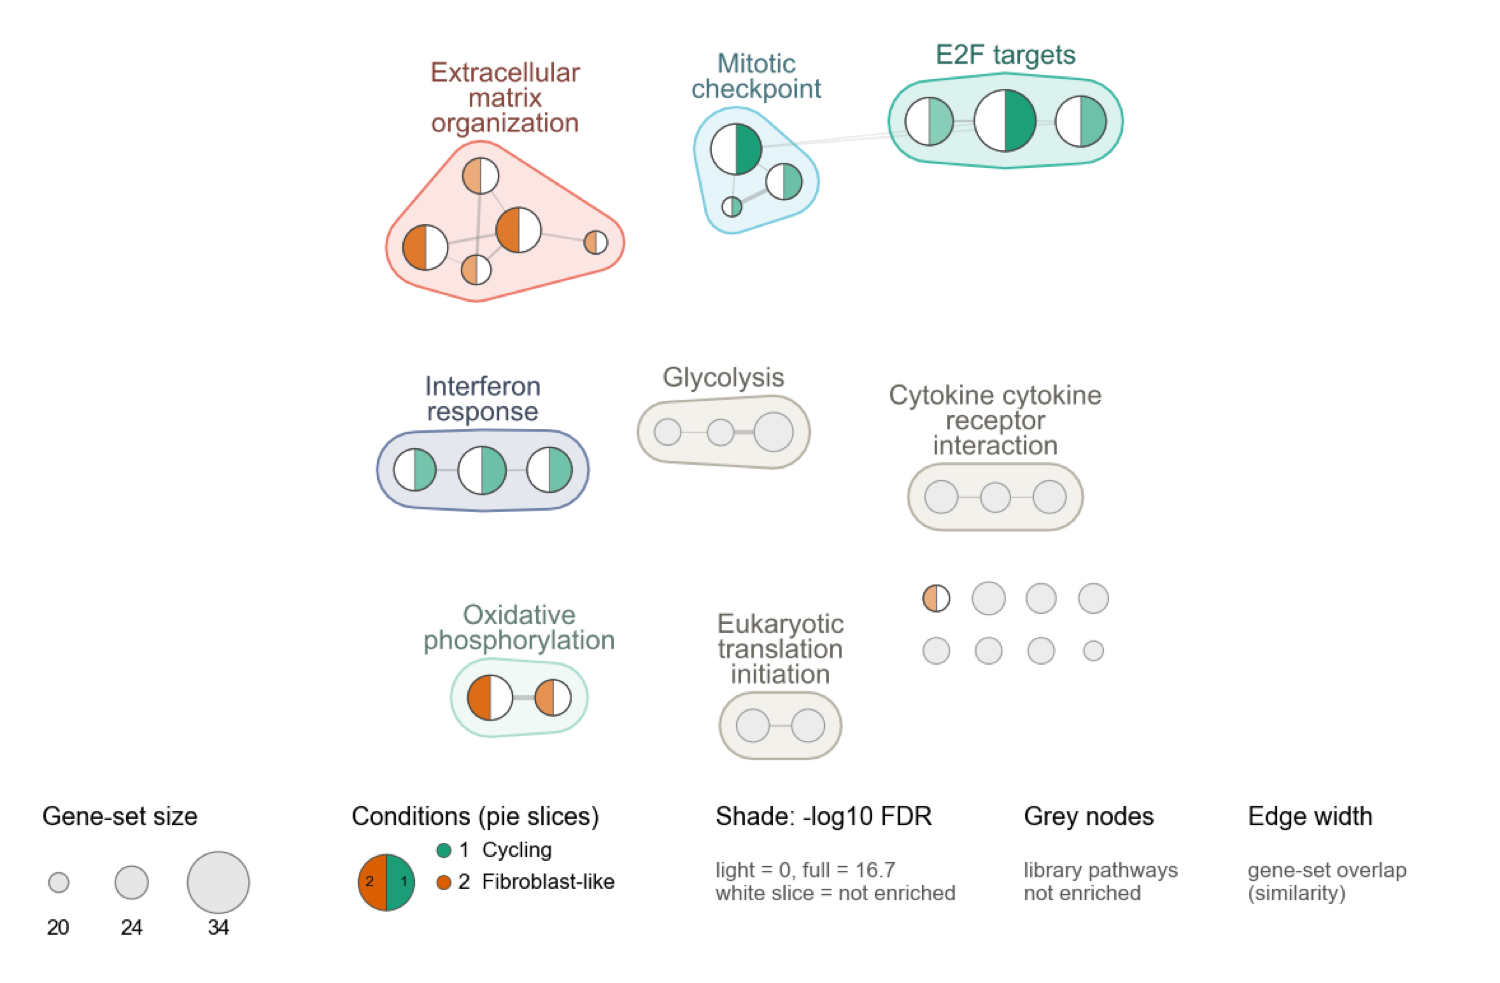 Extracellular
matrix
organization
Mitotic
checkpoint
E2F targets
Interferon
response
Glycolysis
Cytokine cytokine
receptor
interaction
Oxidative
phosphorylation
Eukaryotic
translation
initiation
Gene-set size
20
24
34
Conditions (pie slices)
2
1
1 Cycling
2 Fibroblast-like
Shade: -log10 FDR
light = 0, full = 16.7
white slice = not enriched
Grey nodes
library pathways
not enriched
Edge width
gene-set overlap
(similarity)